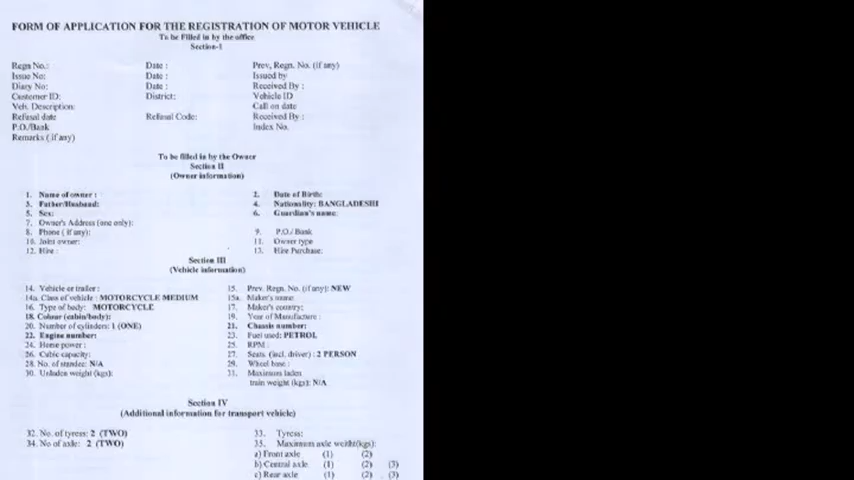 FORM OF APPLICATION FOR THE REGISTRATION OF MOTOR VEHICLE
To be Filled in by the office
Section-I
Regn No.: Date : Prev, Regn. No. (if any)
Issue No: Date : Issued by
Diary No: Date : Received By :
Customer ID: District: Vehicle ID
Veh. Description: Call on date
Refusal date Refusal Code: Received By :
P.O./Bank Index No.
Remarks ( if any)
To be filled in by the Owner
Section II
(Owner information)
1. Name of owner : 2. Date of Birth:
3. Father/Husband: 4. Nationality: BANGLADESHI
5. Sex: 6. Guardian's name:
7. Owner's Address (one only):
8. Phone ( if any): 9. P.O./ Bank
10. Joint owner: 11. Owner type
12. Hire : 13. Hire Purchase:
Section III
(Vehicle information)
14. Vehicle or trailer : 15. Prev. Regn. No. (if any): NEW
14a. Class of vehicle : MOTORCYCLE MEDIUM 15a. Maker's name
16. Type of body: MOTORCYCLE 17. Maker's country:
18. Colour (cabin/body): 19. Year of Manufacture :
20. Number of cylinders: 1 (ONE) 21. Chassis number:
22. Engine number: 23. Fuel used: PETROL
24. Horse power : 25. RPM :
26. Cubic capacity: 27. Seats (incl. driver) : 2 PERSON
28. No. of standee: N/A 29. Wheel base :
30. Unladen weight (kgs): 31. Maximum laden
train weight (kgs): N/A
Section IV
(Additional information for transport vehicle)
32. No. of tyress: 2 (TWO) 33. Tyress:
34. No of axle: 2 (TWO) 35. Maximum axle weitht(kgs):
a) Front axle (1) (2)
b) Central axle (1) (2) (3)
c) Rear axle (1) (2) (3)